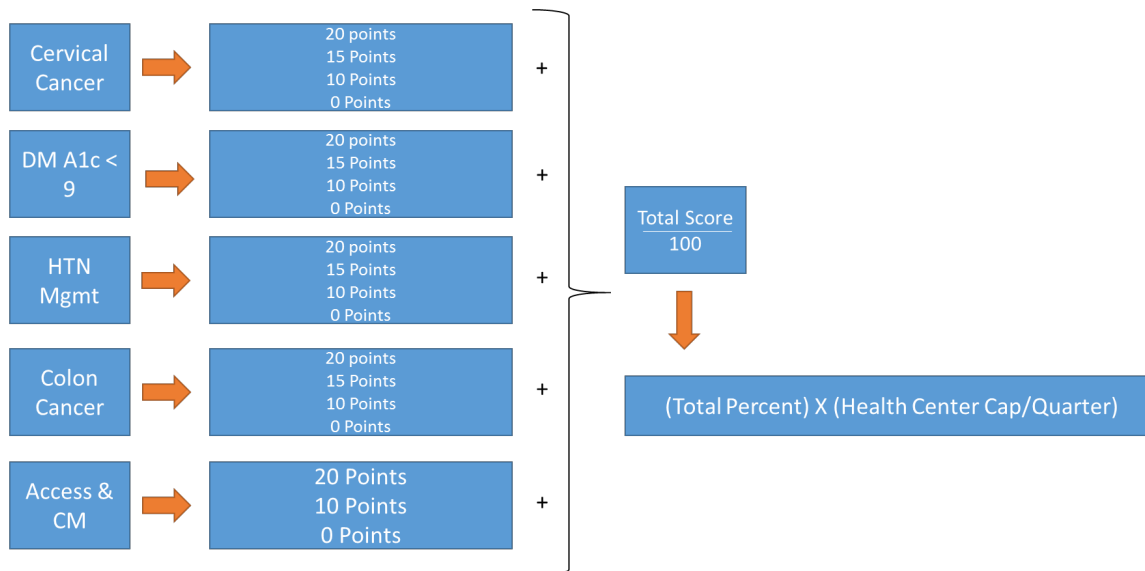 Cervical
Cancer
20 points
15 Points
10 Points
0 Points
+
DM A1c <
9
20 points
15 Points
10 Points
0 Points
+
HTN
Mgmt
20 points
15 Points
10 Points
0 Points
+
Colon
Cancer
20 points
15 Points
10 Points
0 Points
+
Access &
CM
20 Points
10 Points
0 Points
+
Total Score
100
(Total Percent) X (Health Center Cap/Quarter)